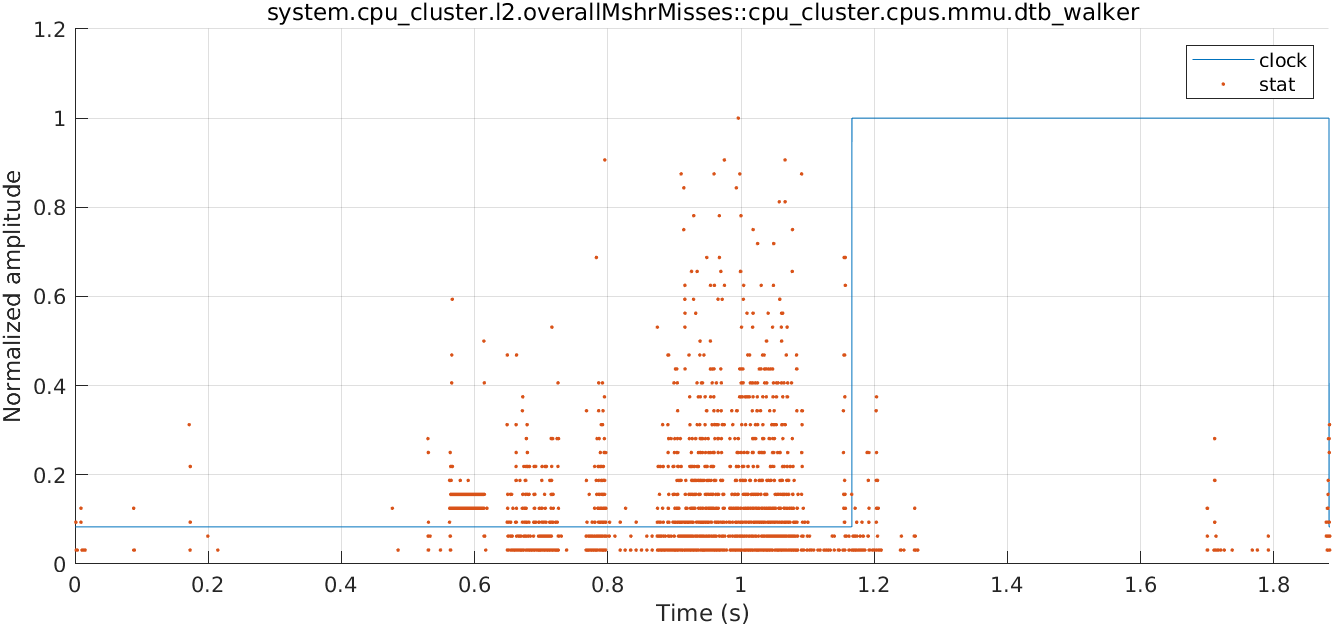 system.cpu_cluster.l2.overallMshrMisses::cpu_cluster.cpus.mmu.dtb_walker
1.2
1
0.8
0.6
0.4
0.2
0
Normalized amplitude
clock
stat
0 0.2 0.4 0.6 0.8 1 1.2 1.4 1.6 1.8
Time (s)